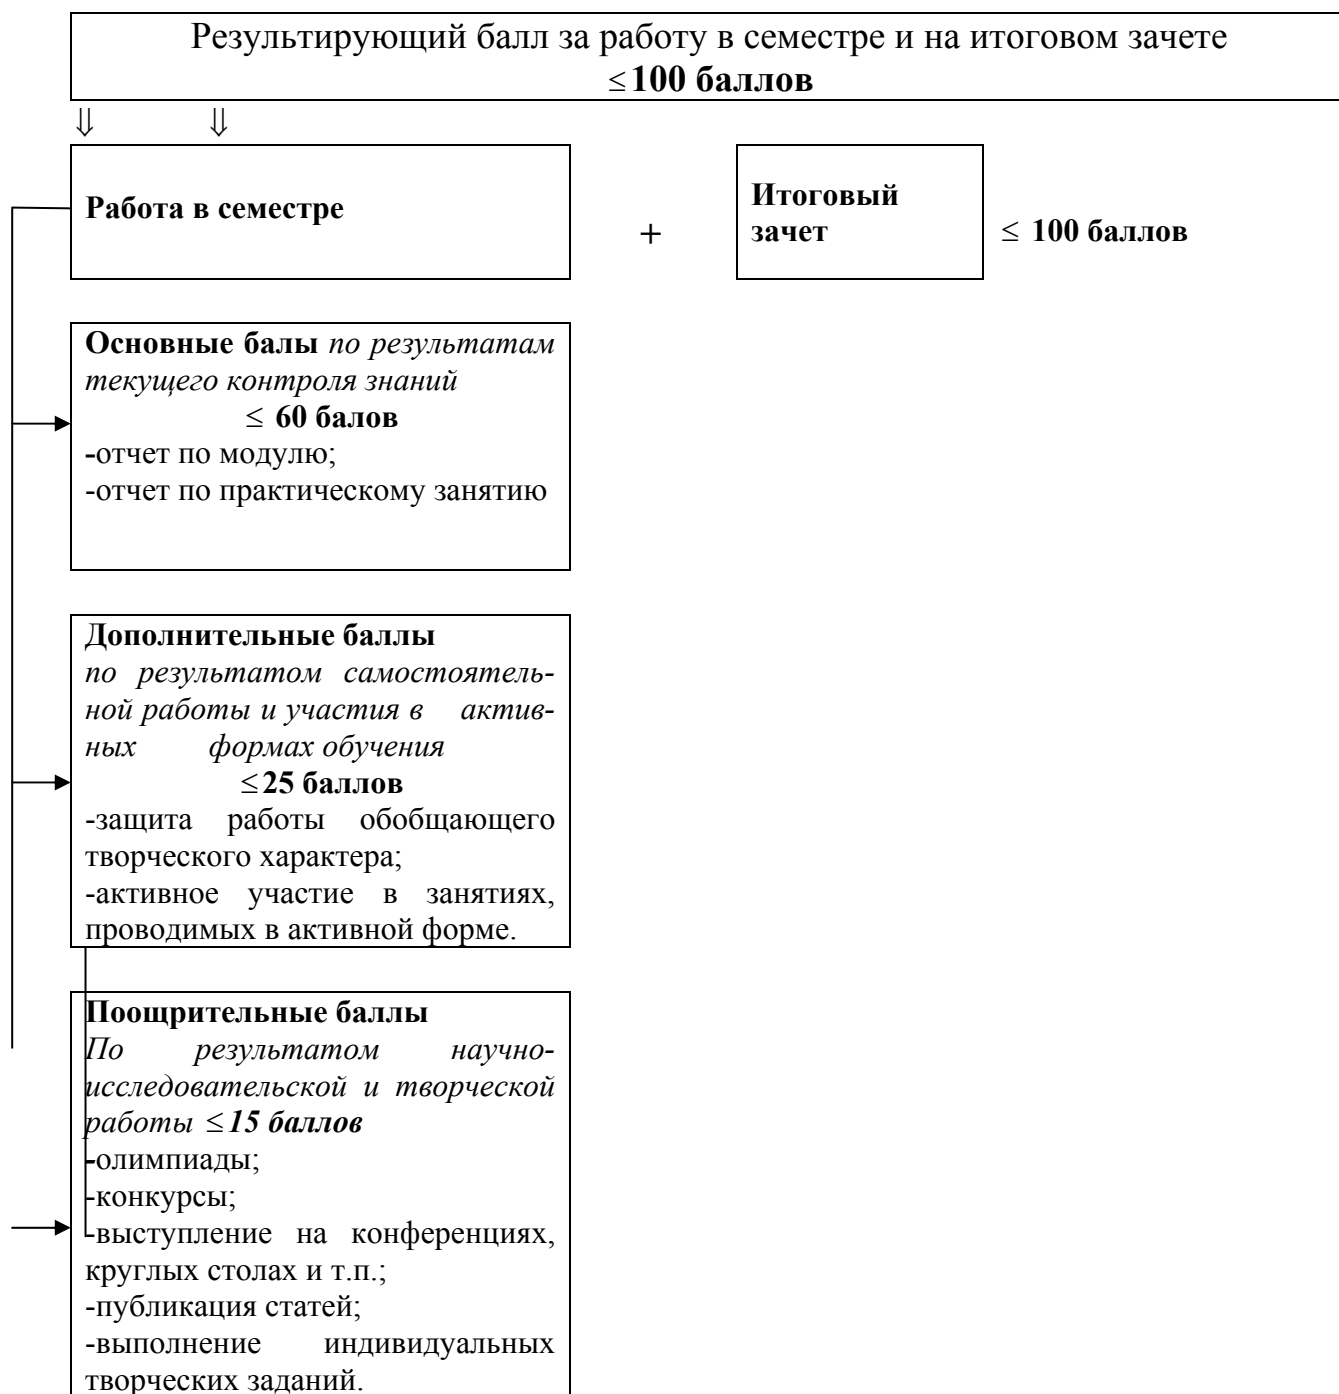 Результирующий балл за работу в семестре и на итоговом зачете
≤ 100 баллов
⇓ ⇓
Работа в семестре
+
Итоговый
зачет
≤ 100 баллов
Основные балы по результатам
текущего контроля знаний
≤ 60 балов
-отчет по модулю;
-отчет по практическому занятию
Дополнительные баллы
по результатом самостоятель-
ной работы и участия в актив-
ных формах обучения
≤ 25 баллов
-защита работы обобщающего
творческого характера;
-активное участие в занятиях,
проводимых в активной форме.
Поощрительные баллы
По результатом научно-
исследовательской и творческой
работы ≤ 15 баллов
-олимпиады;
-конкурсы;
-выступление на конференциях,
круглых столах и т.п.;
-публикация статей;
-выполнение индивидуальных
творческих заданий.